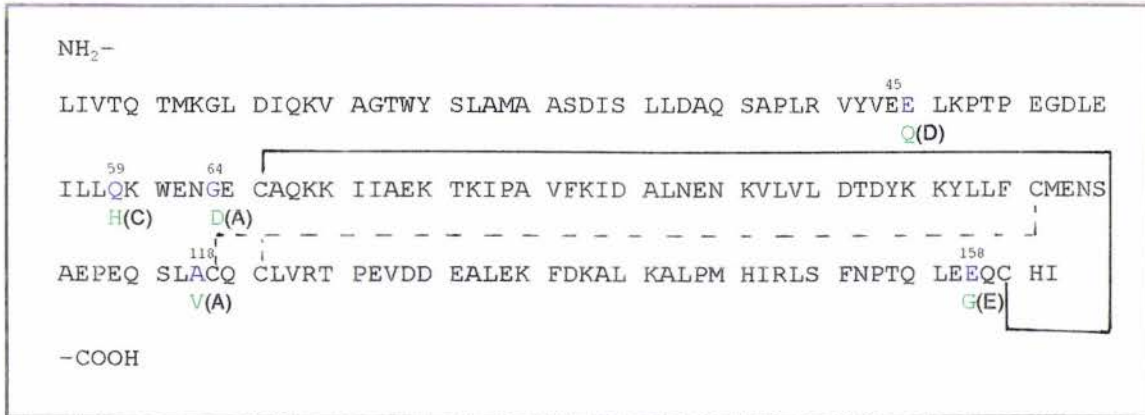 NH₂-
45
LIVTQ TMKGL DIQKV AGTWY SLAMA ASDIS LLDAQ SAPLR VYVEE LKPTP EGDLE
Q(D)
59 64
ILLQK WENGE CAQKK IIAEK TKIPA VFKID ALNEN KVLVL DTDYK KYLLF CMENS
H(C) D(A)
118 158
AEPEQ SLACQ CLVRT PEVDD EALEK FDKAL KALPM HIRLS FNPTQ LEEQC HI
V(A) G(E)
-COOH